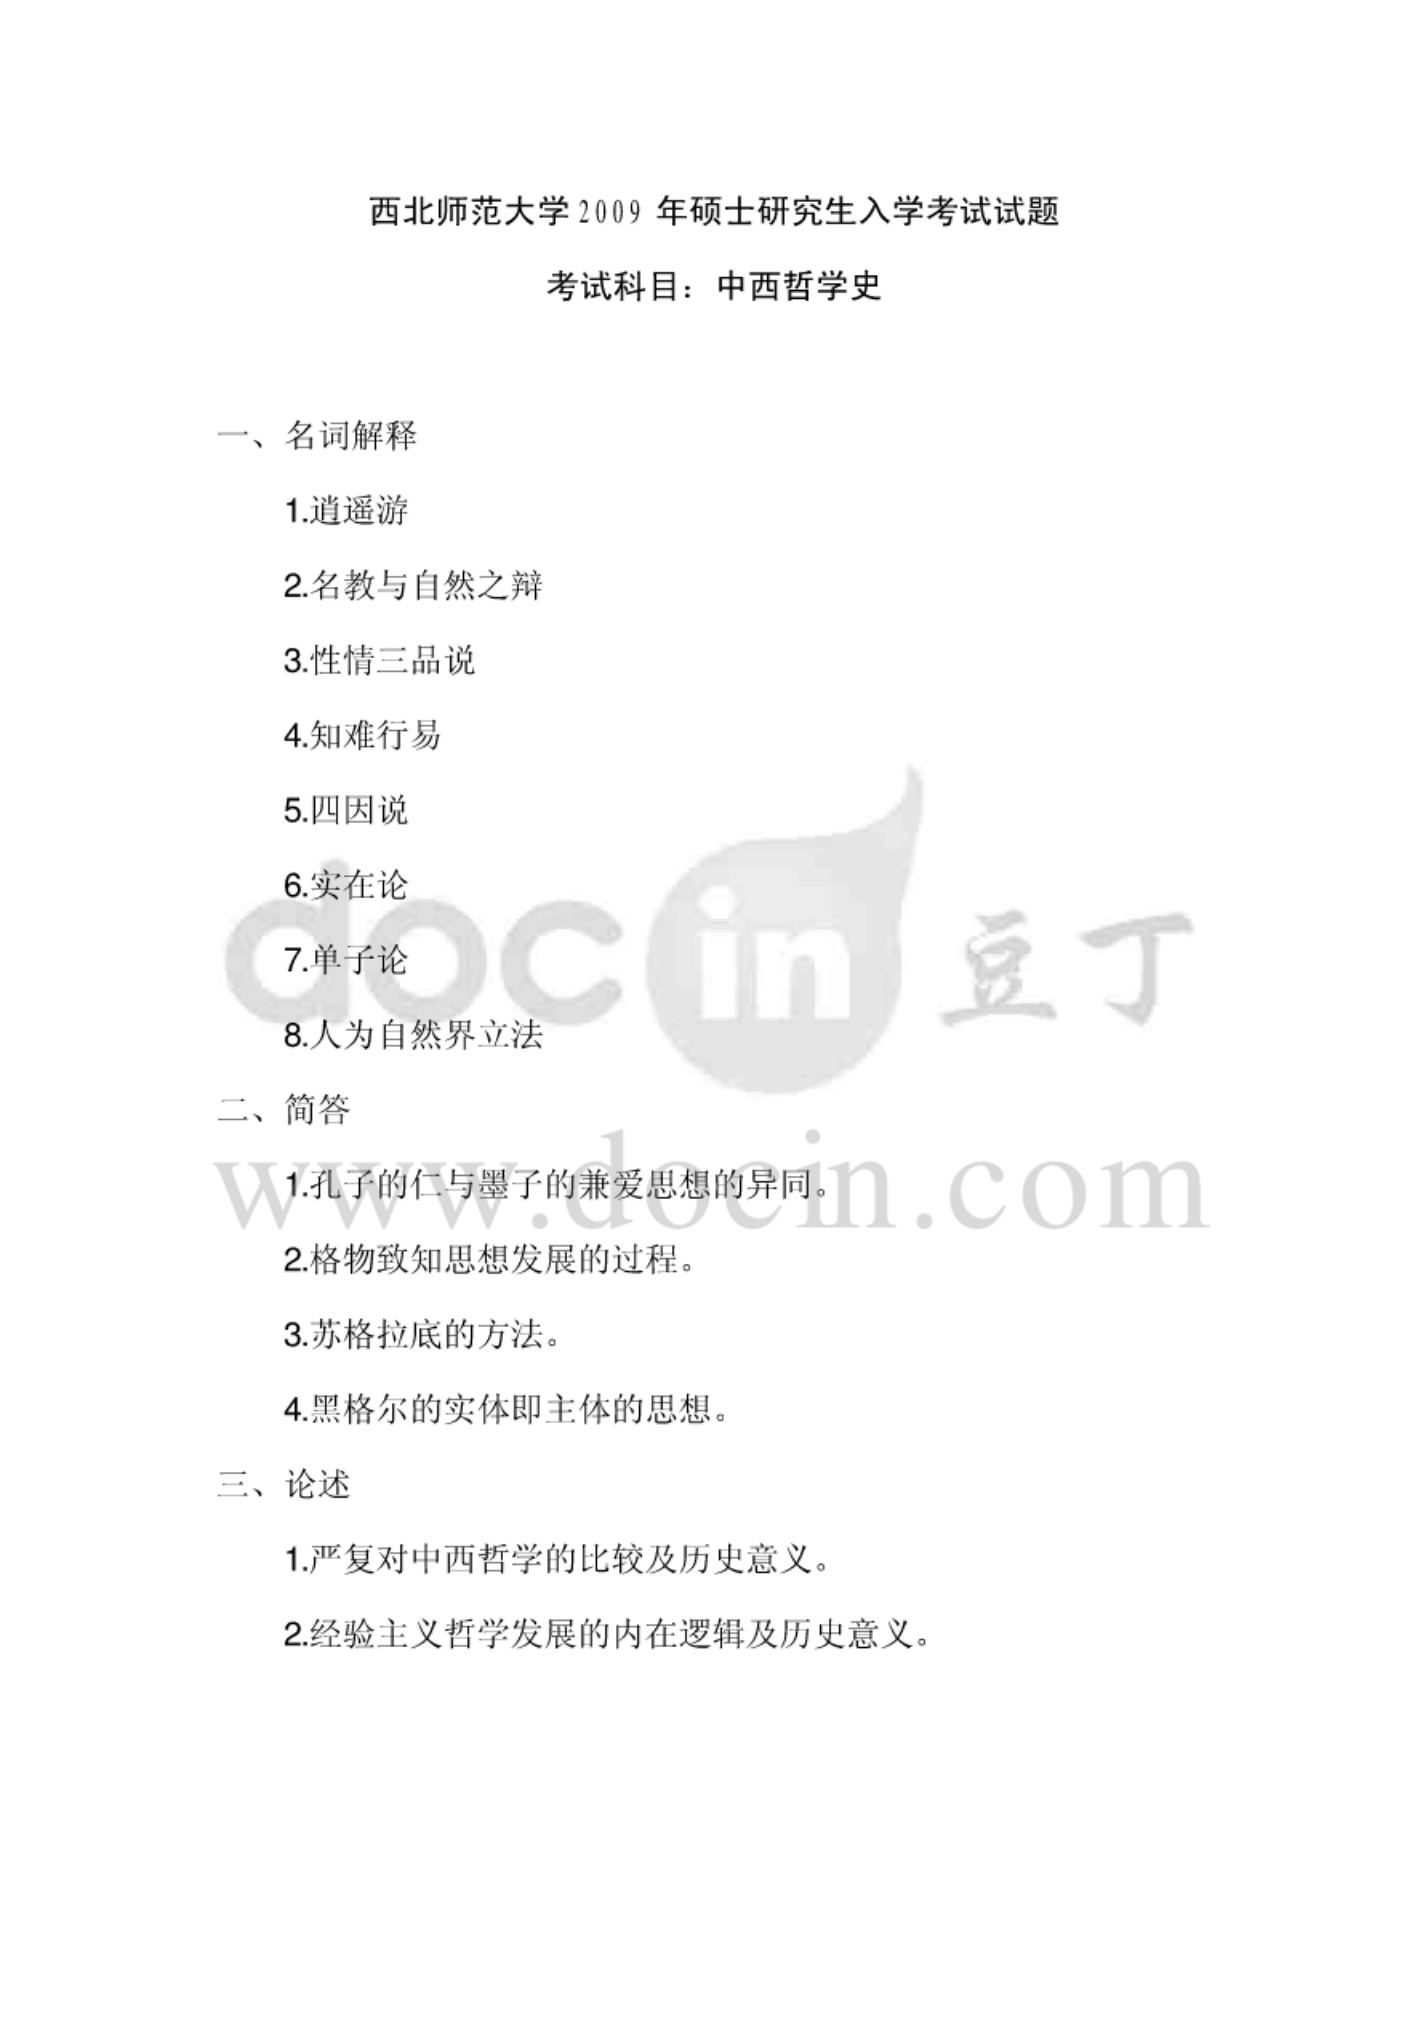 西北师范大学2009 年硕士研究生入学考试试题
考试科目：中西哲学史
一、名词解释
1.逍遥游
2.名教与自然之辩
3.性情三品说
4.知难行易
5.四因说
6.实在论
7.单子论
8.人为自然界立法
docin 豆丁
二、简答
www.docin.com
1.孔子的仁与墨子的兼爱思想的异同。
2.格物致知思想发展的过程。
3.苏格拉底的方法。
4.黑格尔的实体即主体的思想。
三、论述
1.严复对中西哲学的比较及历史意义。
2.经验主义哲学发展的内在逻辑及历史意义。